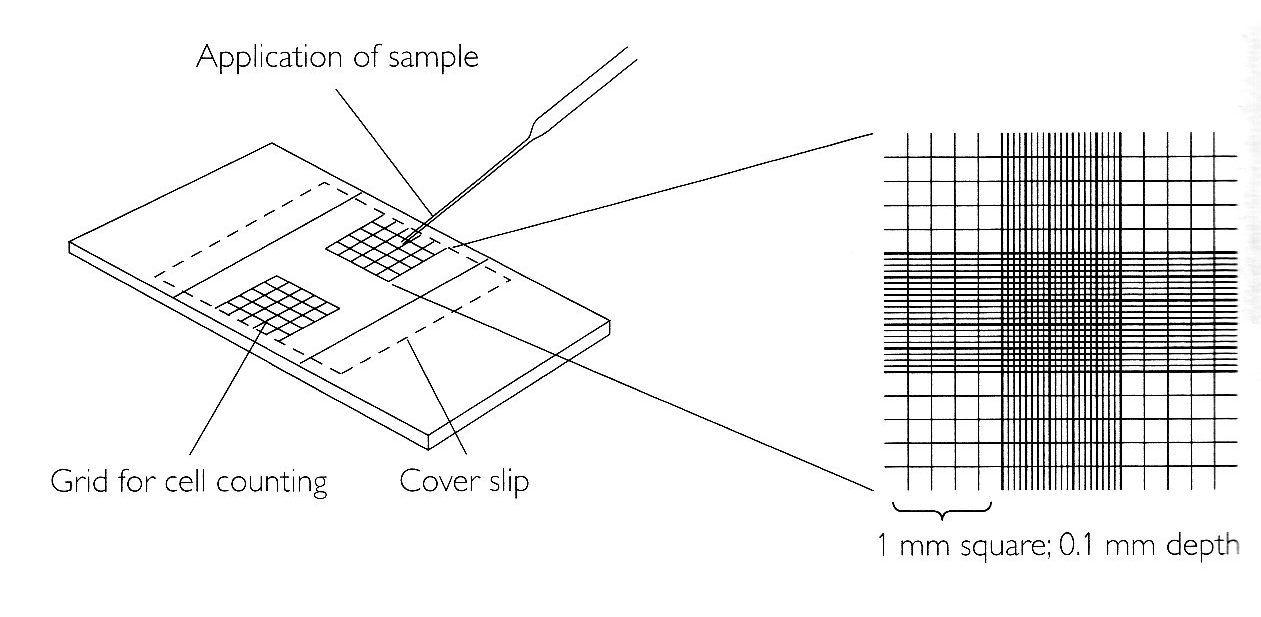 Application of sample
Grid for cell counting
Cover slip
1 mm square; 0.1 mm depth